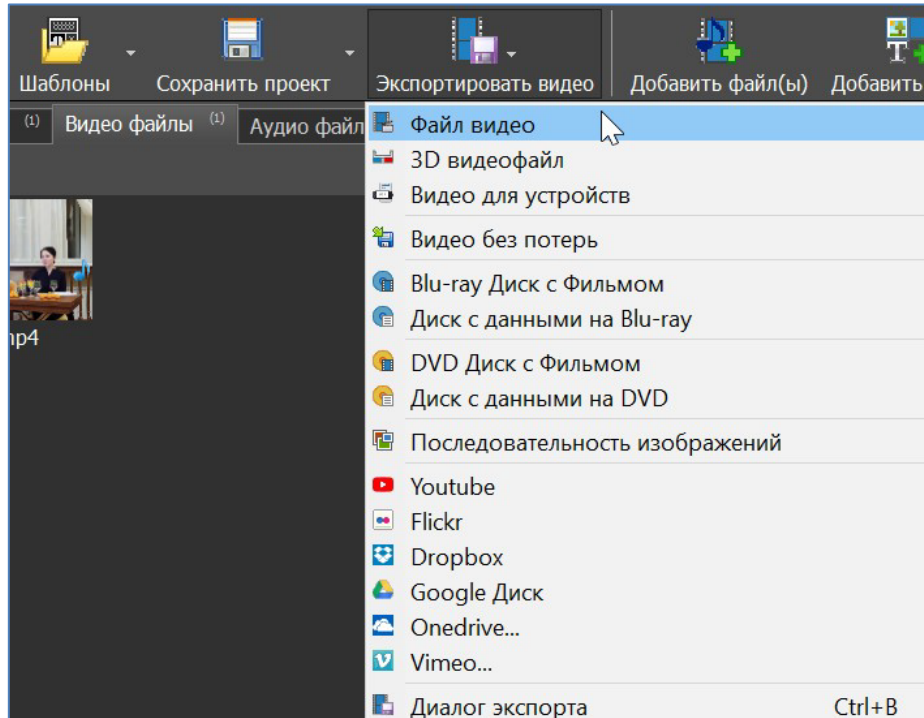 Шаблоны
Сохранить проект
Экспортировать видео
Добавить файл(ы)
Добавить
(1)
Видео файлы (1)
Аудио файл
Файл видео
3D видеофайл
Видео для устройств
Видео без потерь
Blu-ray Диск с Фильмом
Диск с данными на Blu-ray
DVD Диск с Фильмом
Диск с данными на DVD
Последовательность изображений
Youtube
Flickr
Dropbox
Google Диск
Onedrive...
Vimeo...
Диалог экспорта Ctrl+B